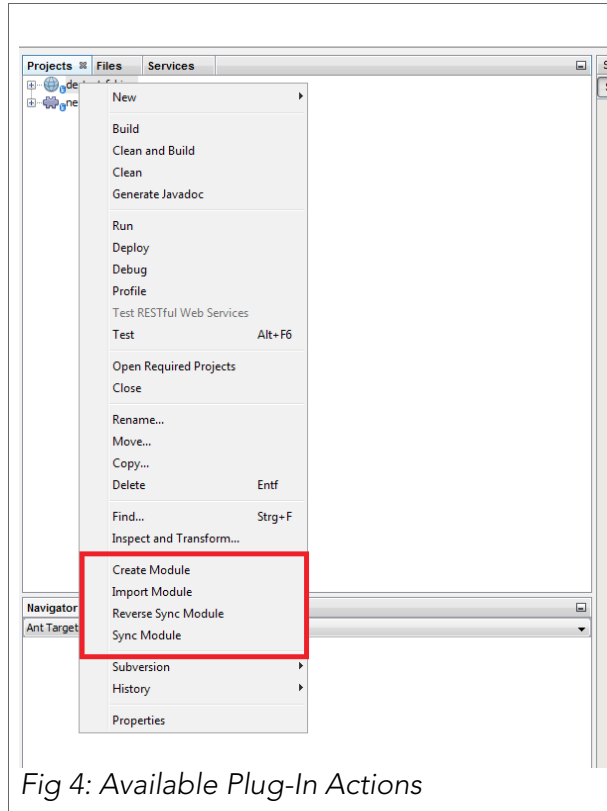 Projects Files Services
New
Build
Clean and Build
Clean
Generate Javadoc
Run
Deploy
Debug
Profile
Test RESTful Web Services
Test Alt+F6
Open Required Projects
Close
Rename...
Move...
Copy...
Delete Entf
Find... Strg+F
Inspect and Transform...
Create Module
Import Module
Reverse Sync Module
Sync Module
Navigator
Ant Target
Subversion
History
Properties
Fig 4: Available Plug-In Actions